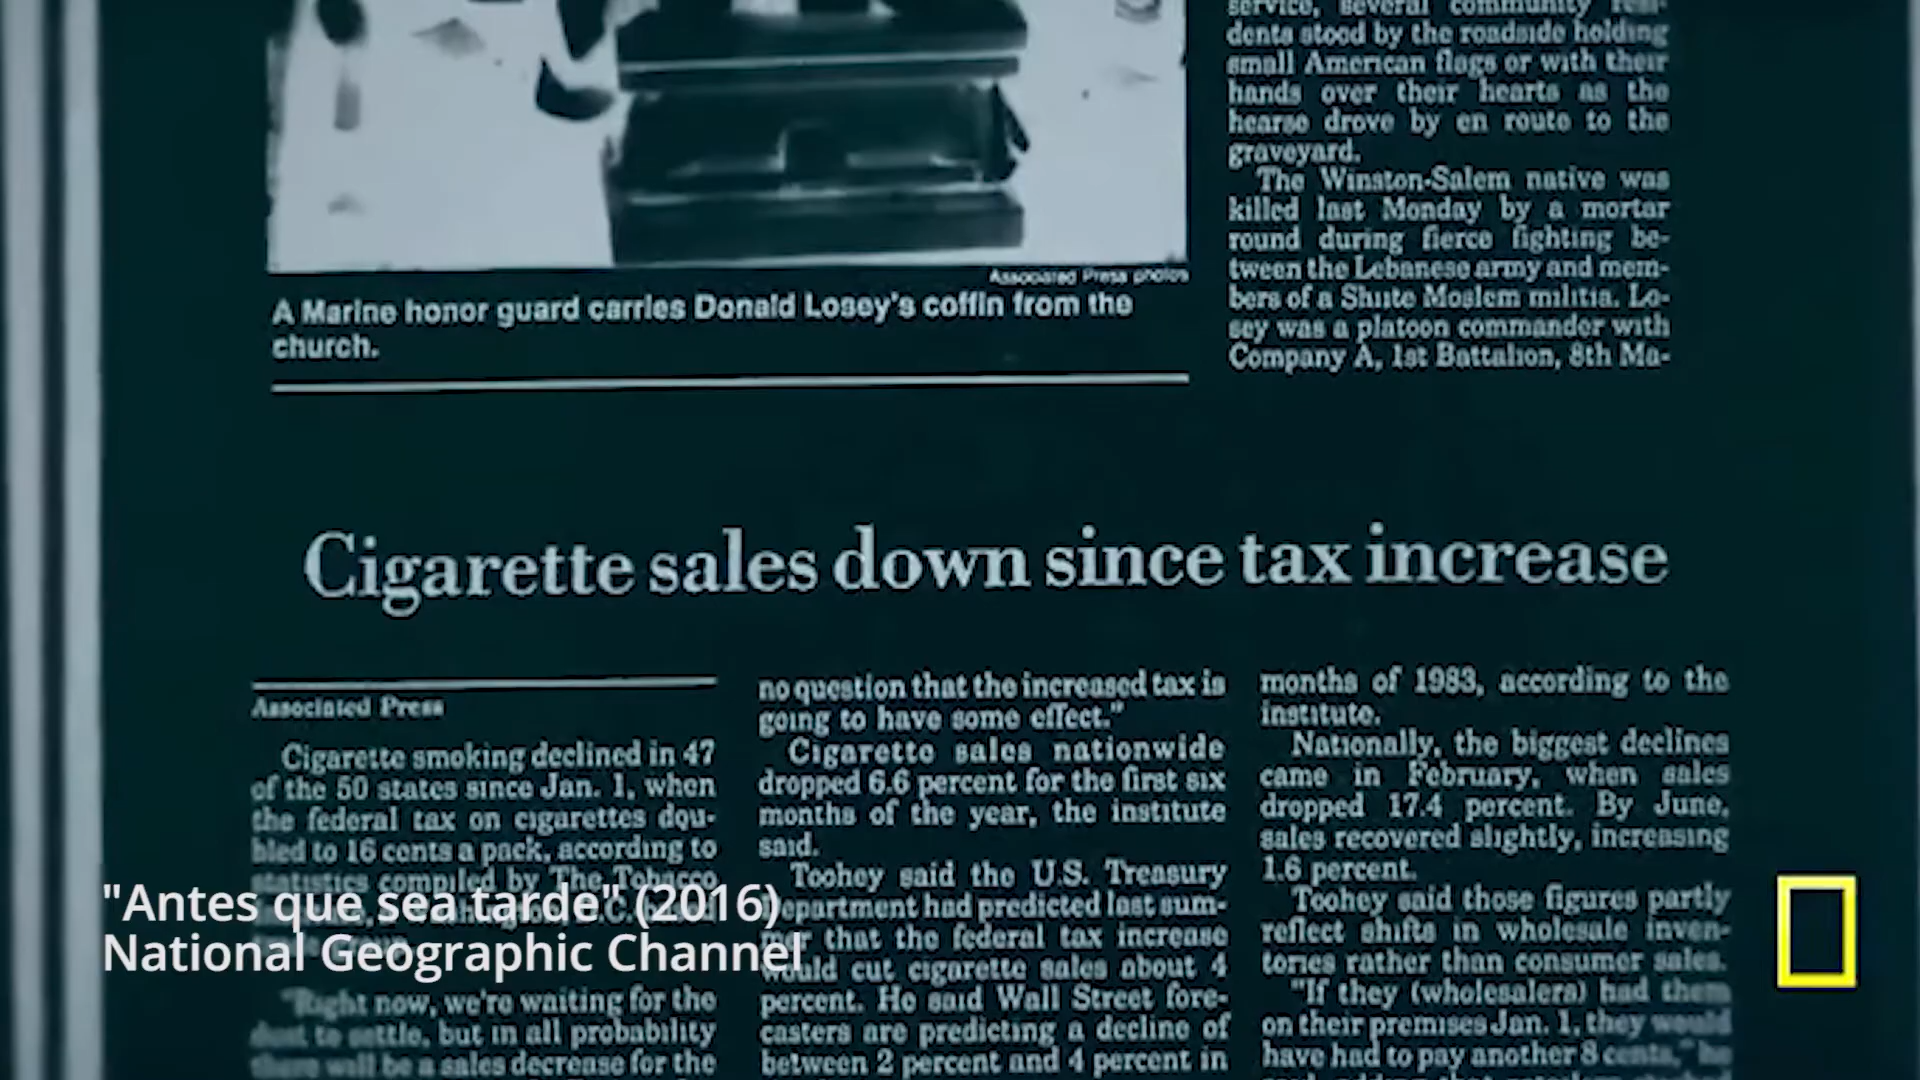 service, several community resi-
dents stood by the roadside holding
small American flags or with their
hands over their hearts as the
hearse drove by en route to the
graveyard.
The Winston-Salem native was
killed last Monday by a mortar
round during fierce fighting be-
tween the Lebanese army and mem-
bers of a Shiite Moslem militia. Lo-
sey was a platoon commander with
Company A, 1st Battalion, 8th Ma-
Associated Press photos
A Marine honor guard carries Donald Losey's coffin from the
church.
Cigarette sales down since tax increase
Associated Press
Cigarette smoking declined in 47
of the 50 states since Jan. 1, when
the federal tax on cigarettes dou-
bled to 16 cents a pack, according to
statistics compiled by The Tobacco
"Right now, we're waiting for the
dust to settle, but in all probability
there will be a sales decrease for the
no question that the increased tax is
going to have some effect."
Cigarette sales nationwide
dropped 6.6 percent for the first six
months of the year, the institute
said.
Toohey said the U.S. Treasury
Department had predicted last sum-
mer that the federal tax increase
would cut cigarette sales about 4
percent. He said Wall Street fore-
casters are predicting a decline of
between 2 percent and 4 percent in
months of 1983, according to the
institute.
Nationally, the biggest declines
came in February, when sales
dropped 17.4 percent. By June,
sales recovered slightly, increasing
1.6 percent.
Toohey said those figures partly
reflect shifts in wholesale inven-
tories rather than consumer sales.
"If they (wholesalers) had them
on their premises Jan. 1, they would
have had to pay another 8 cents," he
"Antes que sea tarde" (2016)
National Geographic Channel